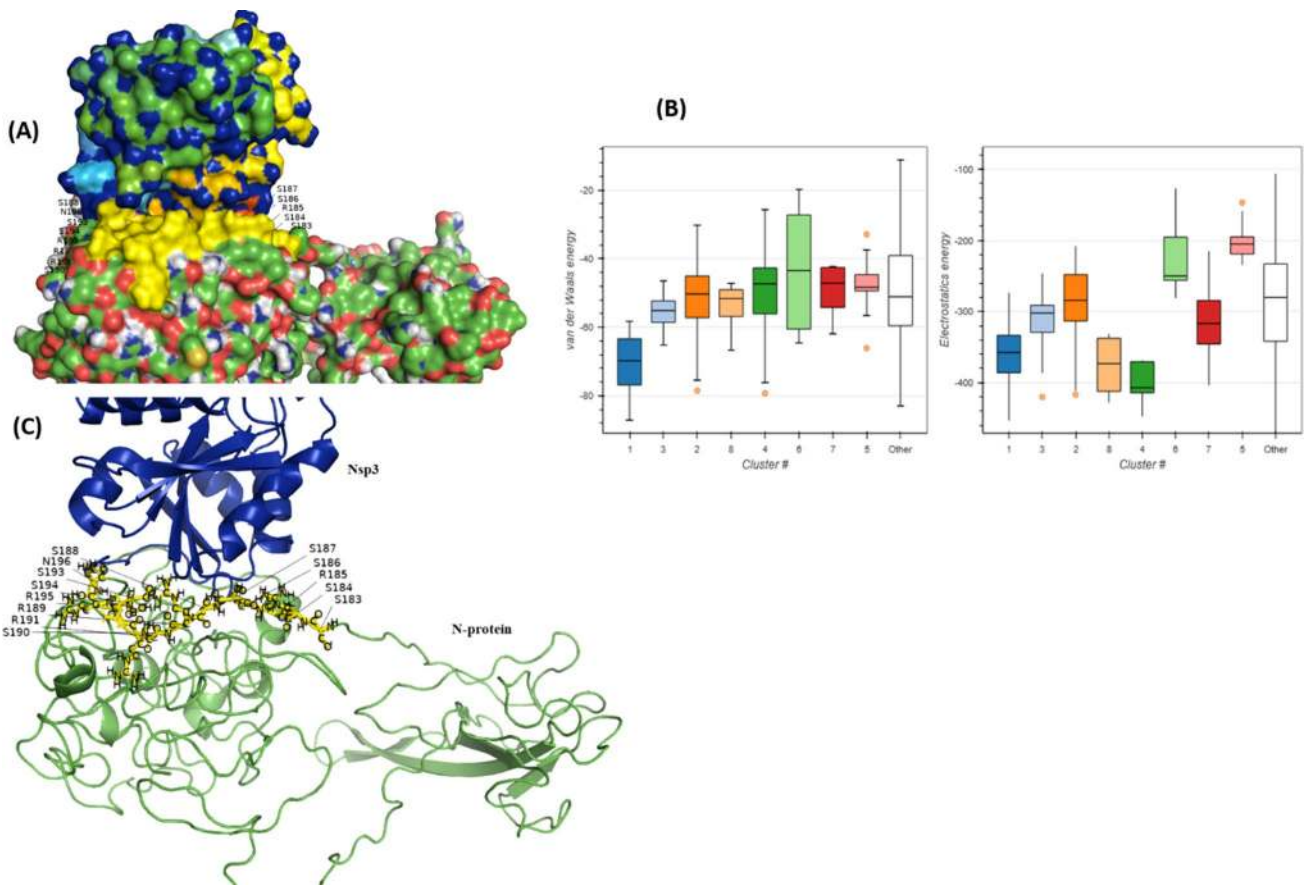 (A)
S187
S186
R185
S184
S183
S188
(B)
van der Waals energy
-20
-40
-60
-80
1 3 2 8 4 6 7 5 Other
Cluster #
Electrostatics energy
-100
-200
-300
-400
1 3 2 8 4 6 7 5 Other
Cluster #
(C)
Nsp3
S188
N196
S193
S194
R195
R189
R191
S190
S187
S186
R185
S184
S183
N-protein